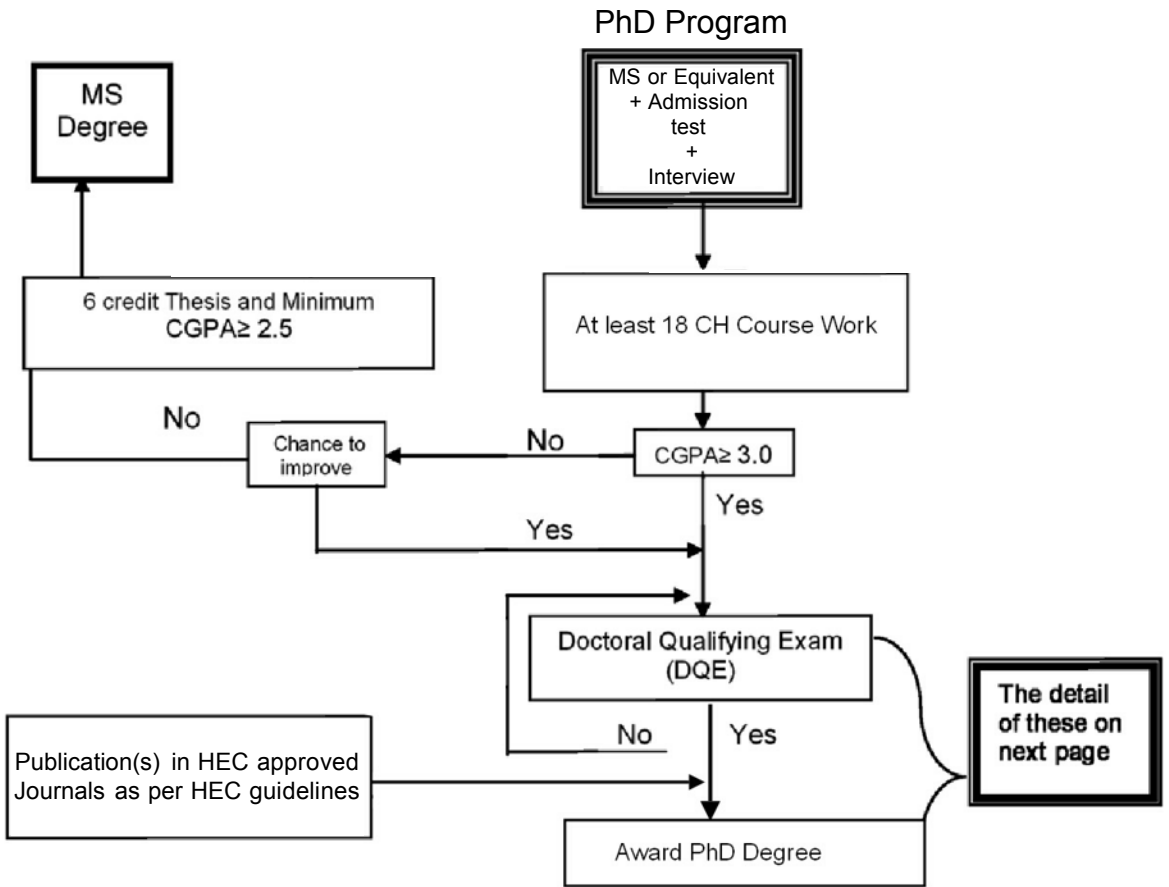 PhD Program
MS or Equivalent
+ Admission
test
+
Interview
MS
Degree
6 credit Thesis and Minimum
CGPA≥ 2.5
At least 18 CH Course Work
No
Chance to
improve
No
CGPA≥ 3.0
Yes
Yes
Doctoral Qualifying Exam
(DQE)
The detail
of these on
next page
No
Yes
Publication(s) in HEC approved
Journals as per HEC guidelines
Award PhD Degree